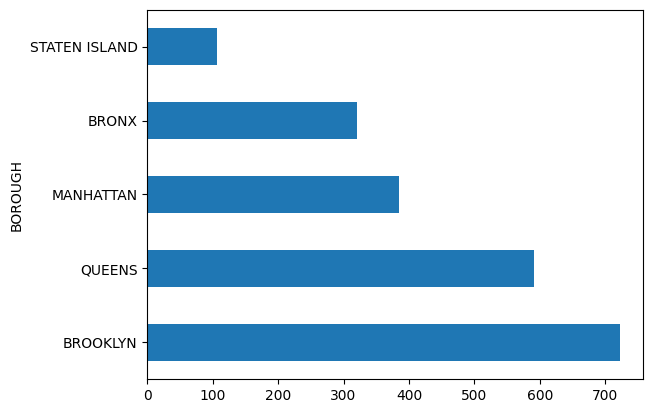 STATEN ISLAND
BRONX
MANHATTAN
QUEENS
BROOKLYN
BOROUGH
0 100 200 300 400 500 600 700